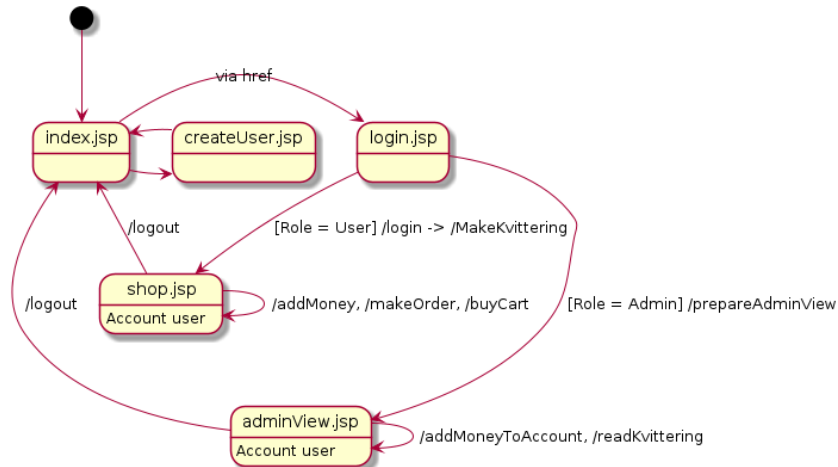 via href
index.jsp
createUser.jsp
login.jsp
/logout
[Role = User] /login -> /MakeKvittering
shop.jsp
Account user
/addMoney, /makeOrder, /buyCart
/logout
[Role = Admin] /prepareAdminView
adminView.jsp
Account user
/addMoneyToAccount, /readKvittering